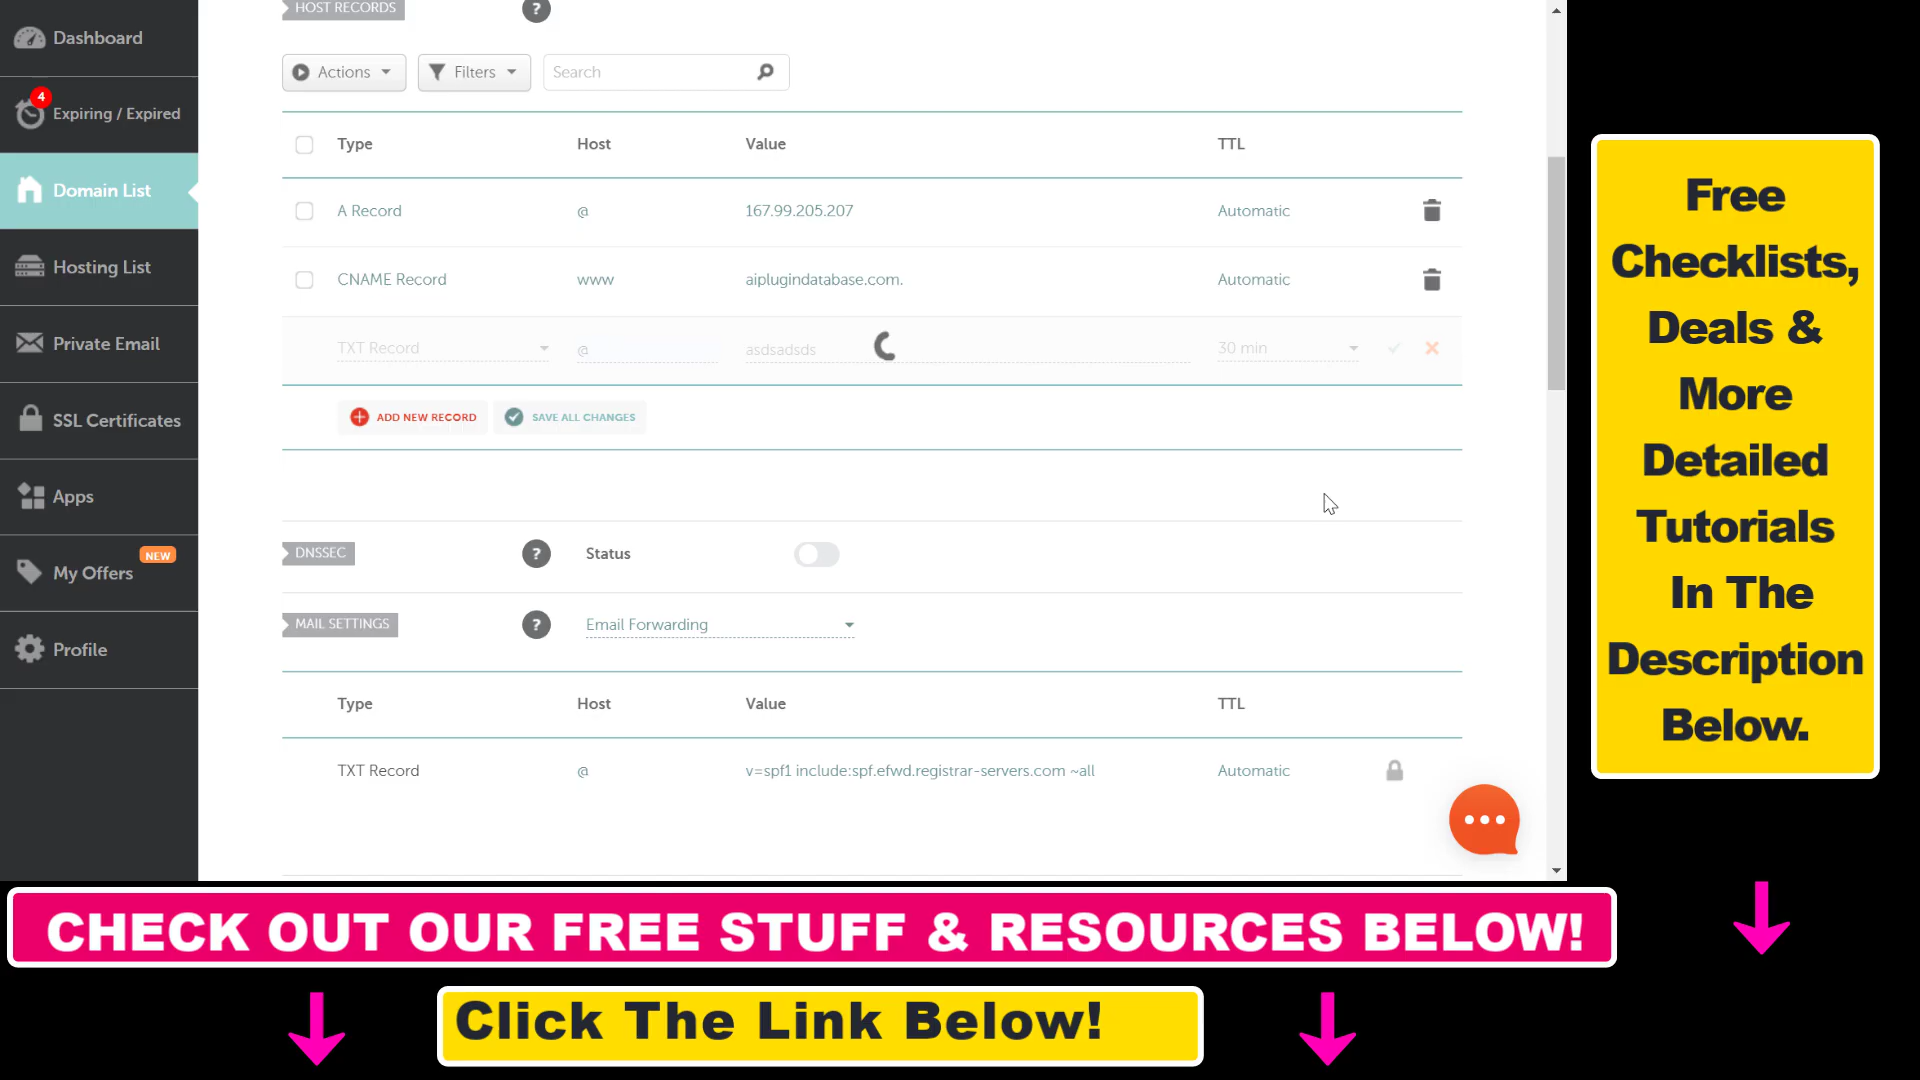 HOST RECORDS ?
Dashboard
4
Expiring / Expired
Domain List
Hosting List
Private Email
SSL Certificates
Apps
NEW
My Offers
Profile
Actions Filters Search
Type Host Value TTL
A Record @ 167.99.205.207 Automatic
CNAME Record www aiplugindatabase.com. Automatic
TXT Record @ asdsadsds 30 min
ADD NEW RECORD SAVE ALL CHANGES
DNSSEC ? Status
MAIL SETTINGS ? Email Forwarding
Type Host Value TTL
TXT Record @ v=spf1 include:spf.efwd.registrar-servers.com ~all Automatic
Free
Checklists,
Deals &
More
Detailed
Tutorials
In The
Description
Below.
CHECK OUT OUR FREE STUFF & RESOURCES BELOW!
Click The Link Below!